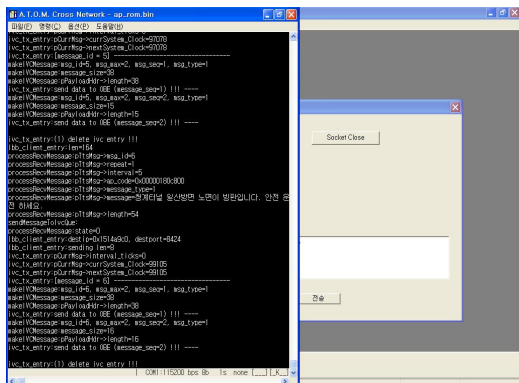 A.T.O.M. Cross Network - ap_rom.bin
파일(F) 명령(C) 옵션(P) 도움말(H)
ivc_tx_entry:pCurrMsg->currSystem_Clock=97078
ivc_tx_entry:pCurrMsg->nextSystem_Clock=97078
ivc_tx_entry:[message_id = 5] --------------------------------
makeIVCMessage:msg_id=5, msg_max=2, msg_seq=1, msg_type=1
makeIVCMessage:message_size=38
makeIVCMessage:pPayloadHdr->length=38
ivc_tx_entry:send data to OBE (message_seq=1) !!! ----
makeIVCMessage:msg_id=5, msg_max=2, msg_seq=2, msg_type=1
makeIVCMessage:message_size=15
makeIVCMessage:pPayloadHdr->length=15
ivc_tx_entry:send data to OBE (message_seq=2) !!! ----
ivc_tx_entry:(1) delete ivc entry !!!
ibb_client_entry:len=164
processRecvMessage:pTtsMsg->msg_id=6
processRecvMessage:pTtsMsg->repeat=1
processRecvMessage:pTtsMsg->interval=5
processRecvMessage:pTtsMsg->ap_code=0x00000180c800
processRecvMessage:pTtsMsg->message_type=1
processRecvMessage:pTtsMsg->message=청계터널 일산방면 노면이 빙판입니다. 안전 운
전 하세요.
processRecvMessage:pTtsMsg->length=54
sendMessageToIvcQue:
processRecvMessage:state=0
ibb_client_entry:destip=0x1514a9c0, destport=8424
ibb_client_entry:sending len=8
ivc_tx_entry:pCurrMsg->interval_ticks=0
ivc_tx_entry:pCurrMsg->currSystem_Clock=99105
ivc_tx_entry:pCurrMsg->nextSystem_Clock=99105
ivc_tx_entry:[message_id = 6] --------------------------------
makeIVCMessage:msg_id=6, msg_max=2, msg_seq=1, msg_type=1
makeIVCMessage:message_size=38
makeIVCMessage:pPayloadHdr->length=38
ivc_tx_entry:send data to OBE (message_seq=1) !!! ----
makeIVCMessage:msg_id=6, msg_max=2, msg_seq=2, msg_type=1
makeIVCMessage:message_size=16
makeIVCMessage:pPayloadHdr->length=16
ivc_tx_entry:send data to OBE (message_seq=2) !!! ----
ivc_tx_entry:(1) delete ivc entry !!!
COM1:115200 bps 8b 1s none [___][_K__]
Socket Close
전송